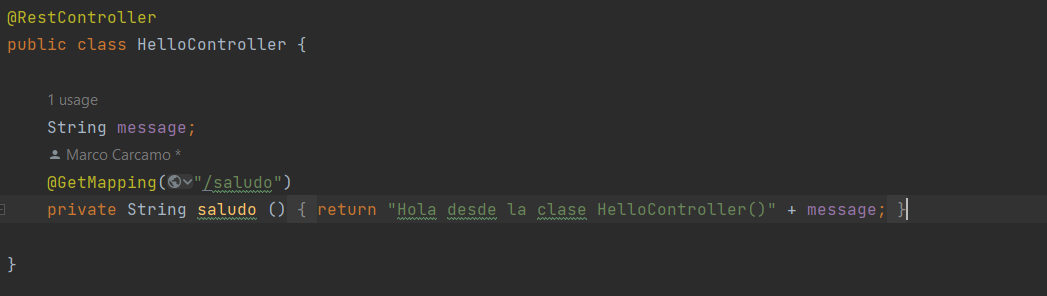 @RestController
public class HelloController {
1 usage
String message;
Marco Carcamo *
@GetMapping("/saludo")
private String saludo () { return "Hola desde la clase HelloController()" + message; }
}